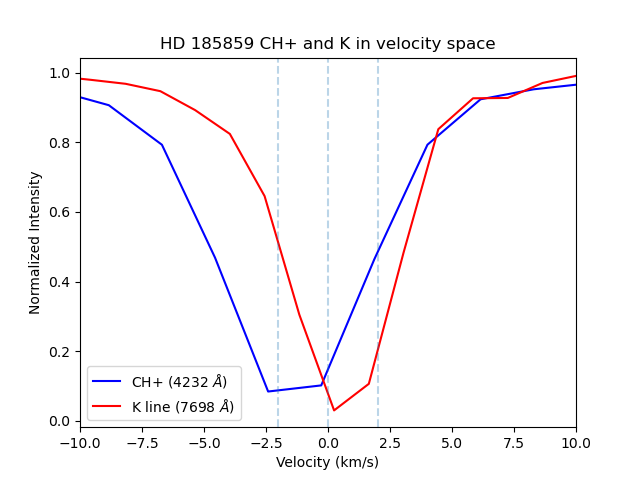 HD 185859 CH+ and K in velocity space
Normalized Intensity
1.0
0.8
0.6
0.4
0.2
0.0
CH+ (4232 Å)
K line (7698 Å)
−10.0 −7.5 −5.0 −2.5 0.0 2.5 5.0 7.5 10.0
Velocity (km/s)